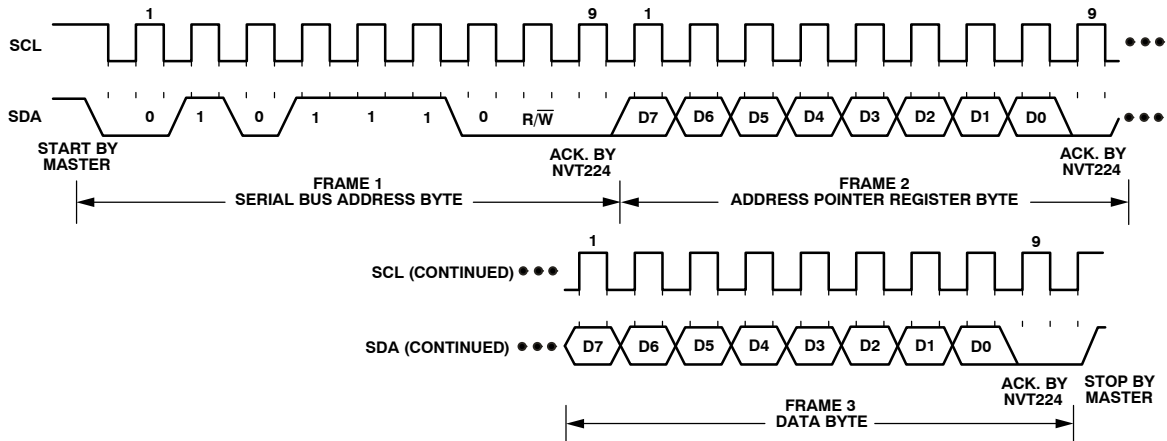 1 9 1 9
SCL
SDA 0 1 0 1 1 1 0 R/W D7 D6 D5 D4 D3 D2 D1 D0
START BY
MASTER
ACK. BY
NVT224
ACK. BY
NVT224
FRAME 1
SERIAL BUS ADDRESS BYTE
FRAME 2
ADDRESS POINTER REGISTER BYTE
1 9
SCL (CONTINUED)
SDA (CONTINUED) D7 D6 D5 D4 D3 D2 D1 D0
ACK. BY
NVT224
STOP BY
MASTER
FRAME 3
DATA BYTE